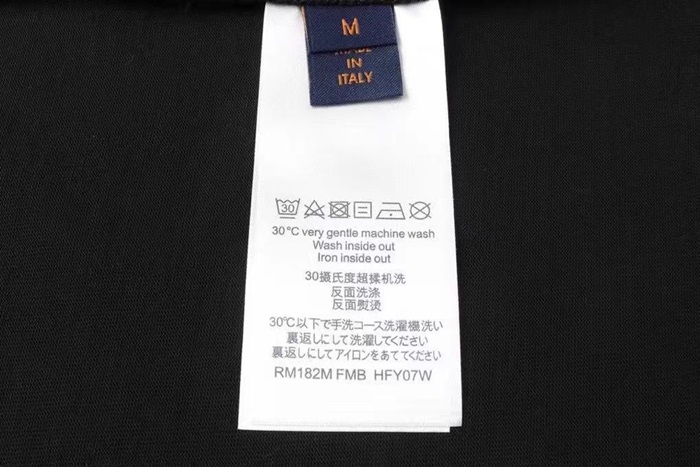 M
MADE
IN
ITALY
30
30°C very gentle machine wash
Wash inside out
Iron inside out
30摄氏度超揉机洗
反面洗涤
反面熨烫
30℃以下で手洗コース洗濯機洗い
裏返しにして洗濯してください
裏返しにしてアイロンをあててください
RM182M FMB HFY07W